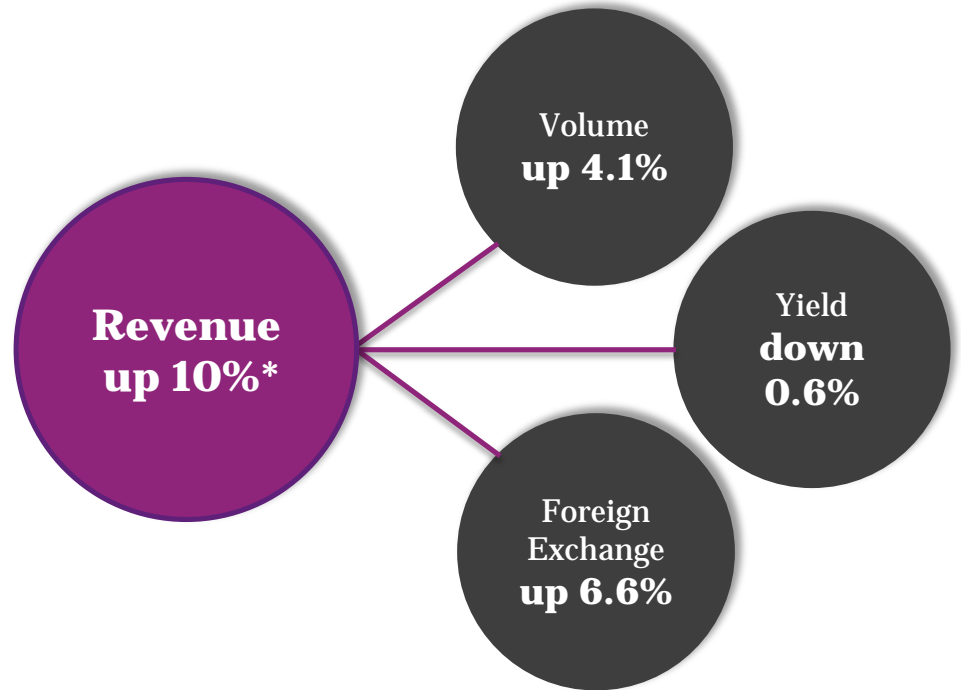 Revenue
up 10%*
Volume
up 4.1%
Yield
down
0.6%
Foreign
Exchange
up 6.6%